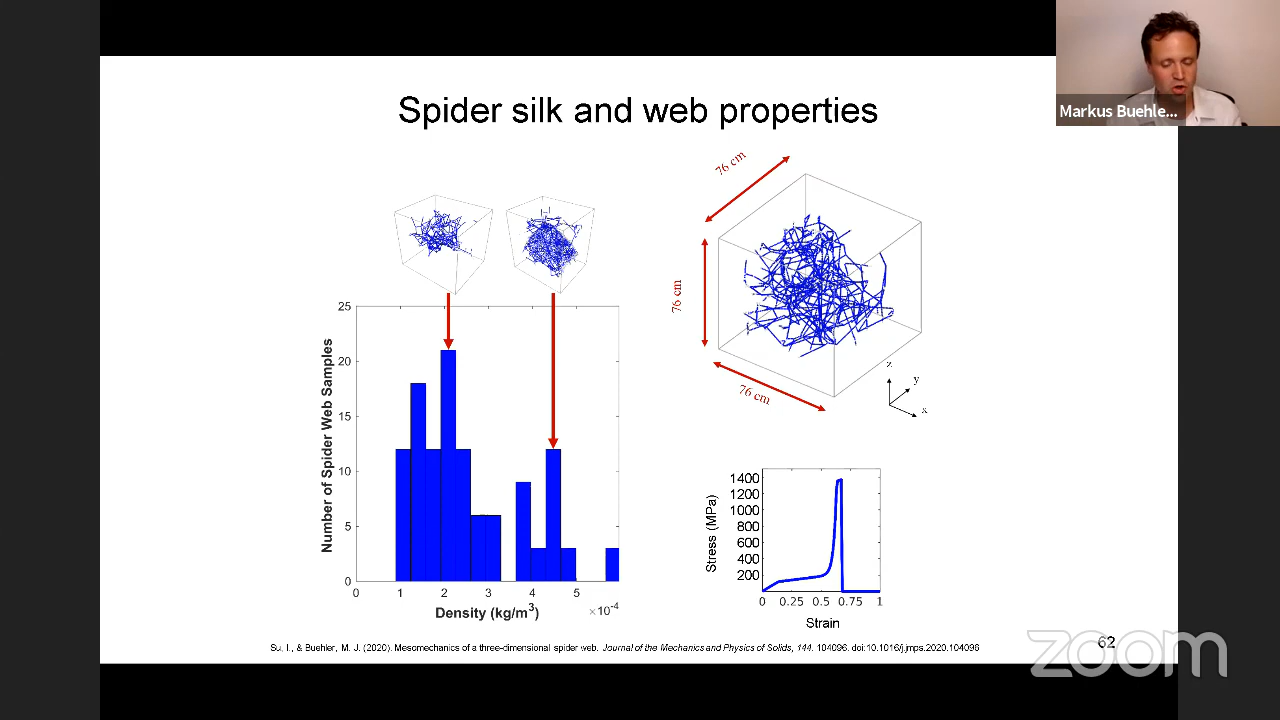 Markus Buehle...
Spider silk and web properties
76 cm
76 cm
76 cm
z
y
x
25
20
15
10
5
0
Number of Spider Web Samples
0 1 2 3 4 5
×10⁻⁴
Density (kg/m³)
1400
1200
1000
800
600
400
200
Stress (MPa)
0 0.25 0.5 0.75 1
Strain
Su, I., & Buehler, M. J. (2020). Mesomechanics of a three-dimensional spider web. Journal of the Mechanics and Physics of Solids, 144. 104096. doi:10.1016/j.jmps.2020.104096
62
zoom